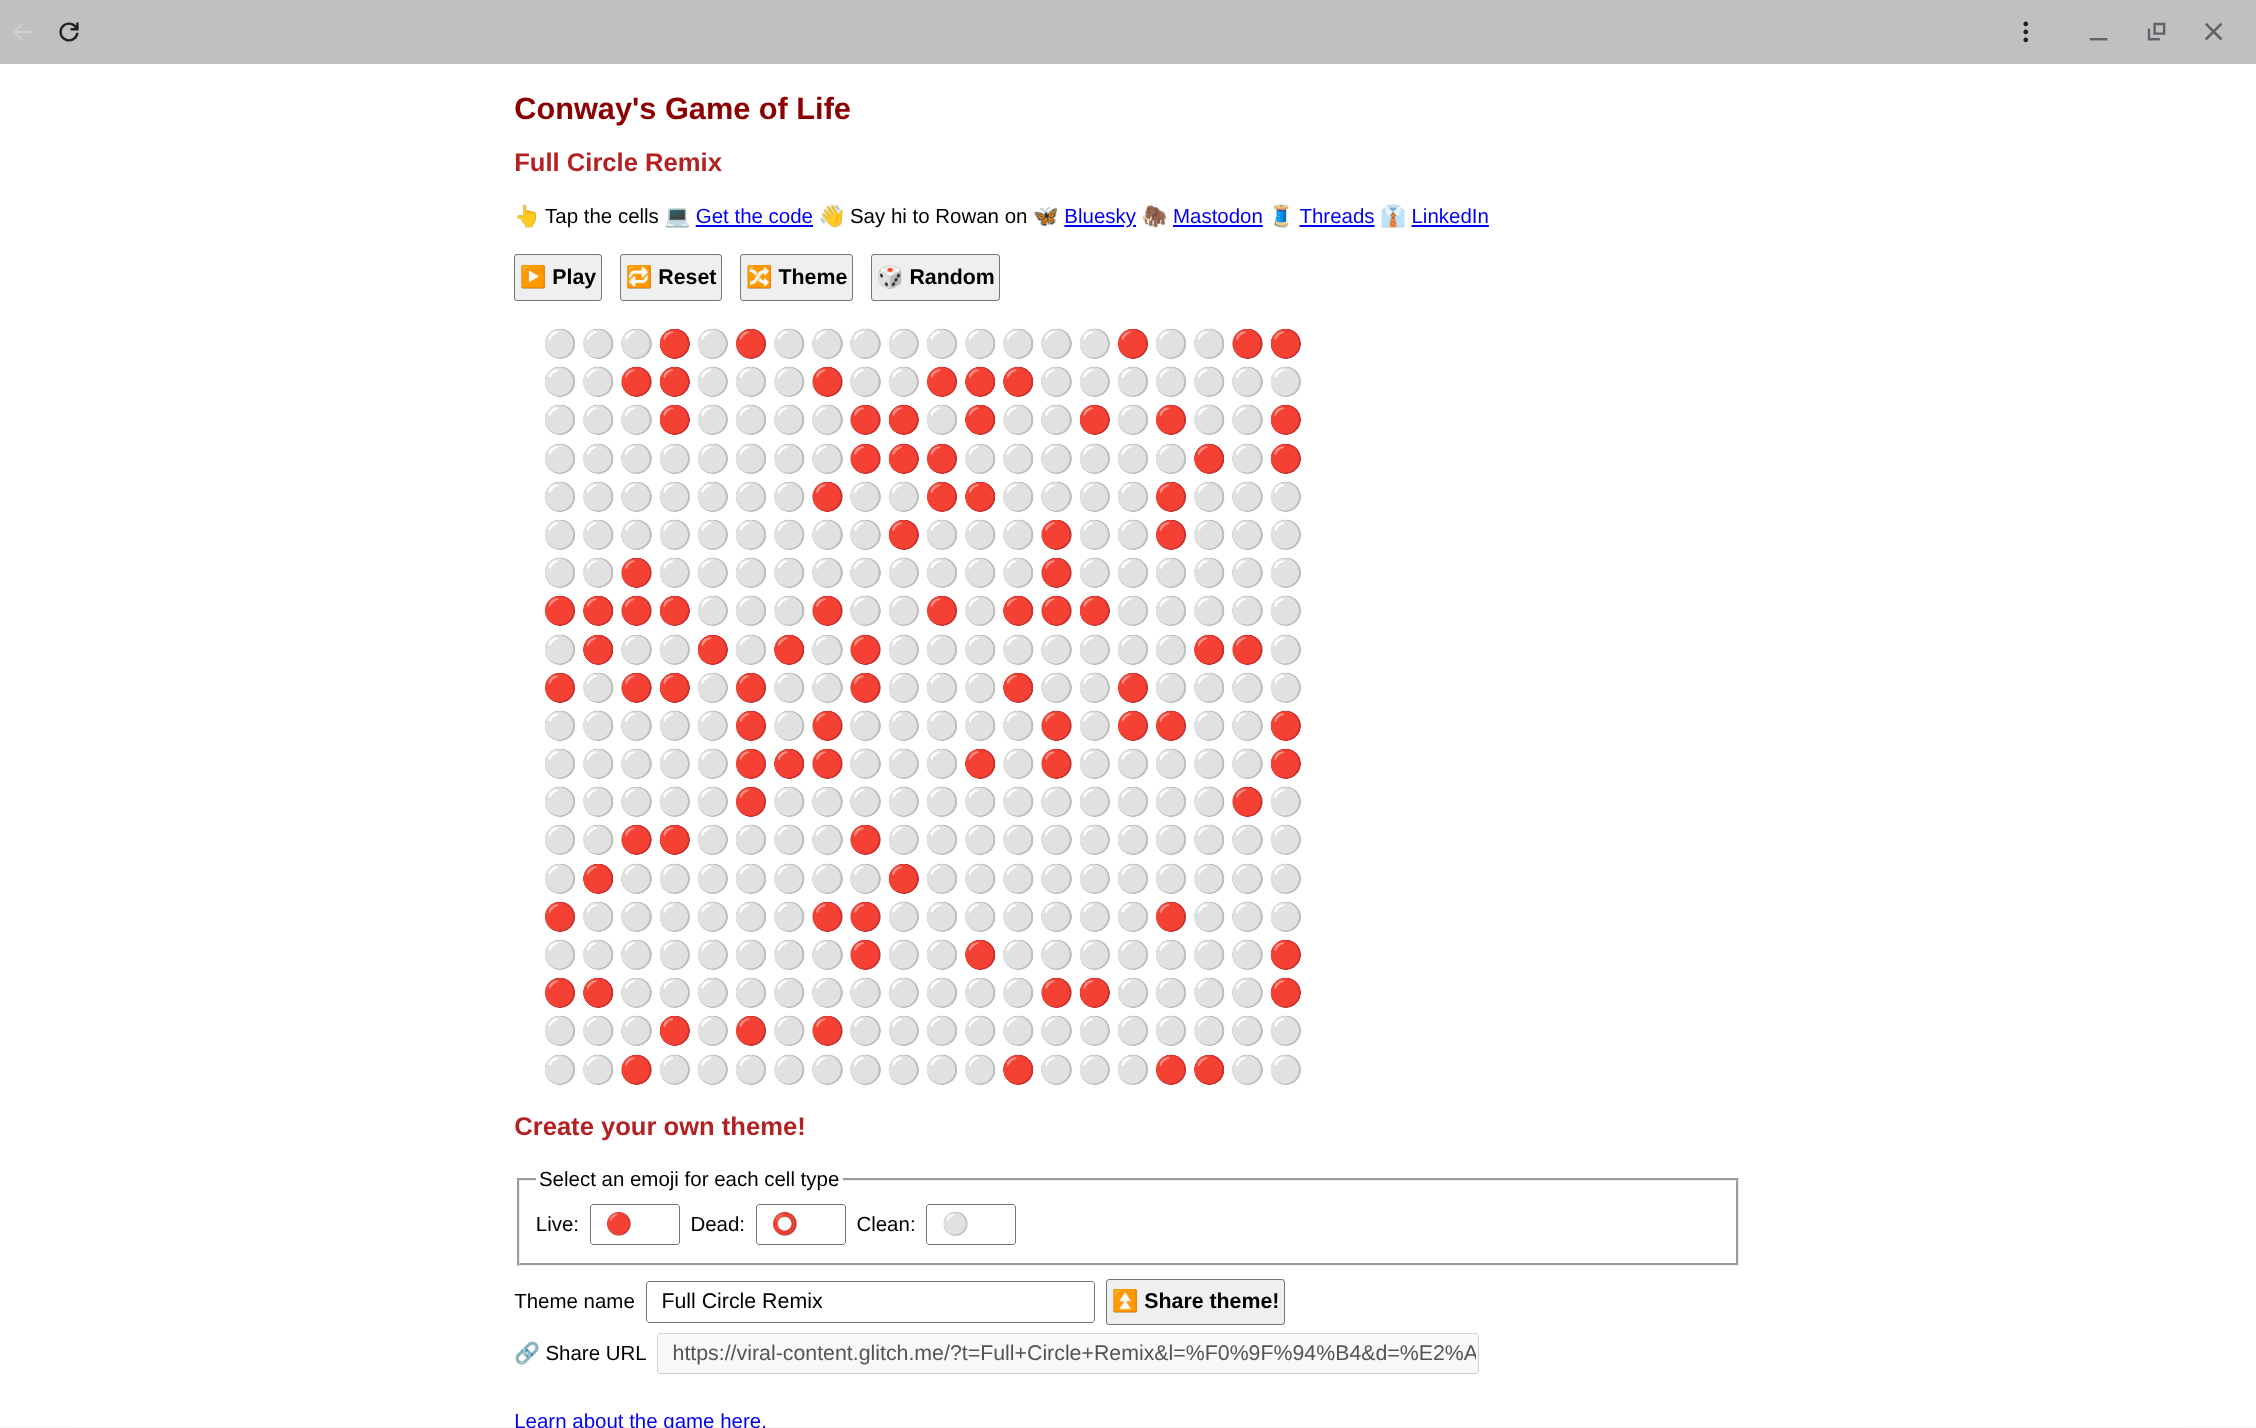 Conway's Game of Life
Full Circle Remix
👆 Tap the cells 💻 Get the code 👋 Say hi to Rowan on 🦋 Bluesky 🦣 Mastodon 🧵 Threads 👔 LinkedIn
▶️ Play 🔁 Reset 🔀 Theme 🎲 Random
Create your own theme!
Select an emoji for each cell type
Live: 🔴 Dead: ⭕ Clean: ⚪
Theme name Full Circle Remix ⏫ Share theme!
🔗 Share URL https://viral-content.glitch.me/?t=Full+Circle+Remix&l=%F0%9F%94%B4&d=%E2%A
Learn about the game here.